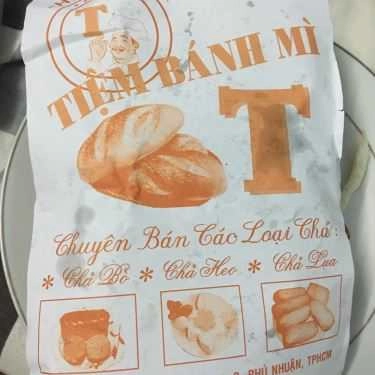 T
TIỆM BÁNH MÌ
T
Chuyên Bán Các Loại Chả :
* Chả Bò * Chả Heo * Chả Lụa
PHÚ NHUẬN, TPHCM